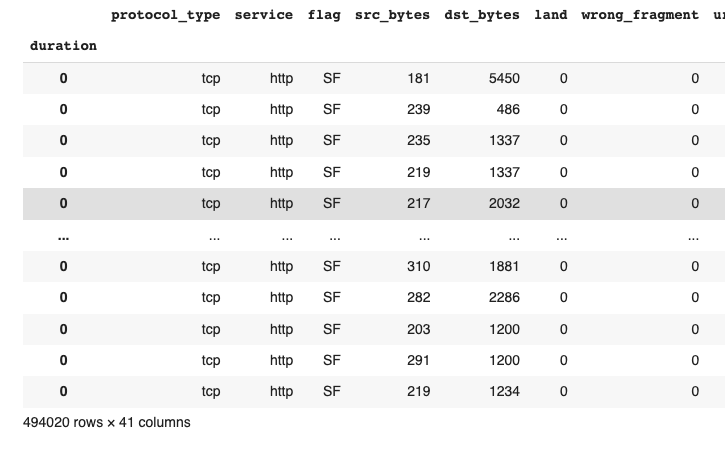 protocol_type service flag src_bytes dst_bytes land wrong_fragment ur
duration
0 tcp http SF 181 5450 0 0
0 tcp http SF 239 486 0 0
0 tcp http SF 235 1337 0 0
0 tcp http SF 219 1337 0 0
0 tcp http SF 217 2032 0 0
... ... ... ... ... ... ... ...
0 tcp http SF 310 1881 0 0
0 tcp http SF 282 2286 0 0
0 tcp http SF 203 1200 0 0
0 tcp http SF 291 1200 0 0
0 tcp http SF 219 1234 0 0
494020 rows × 41 columns